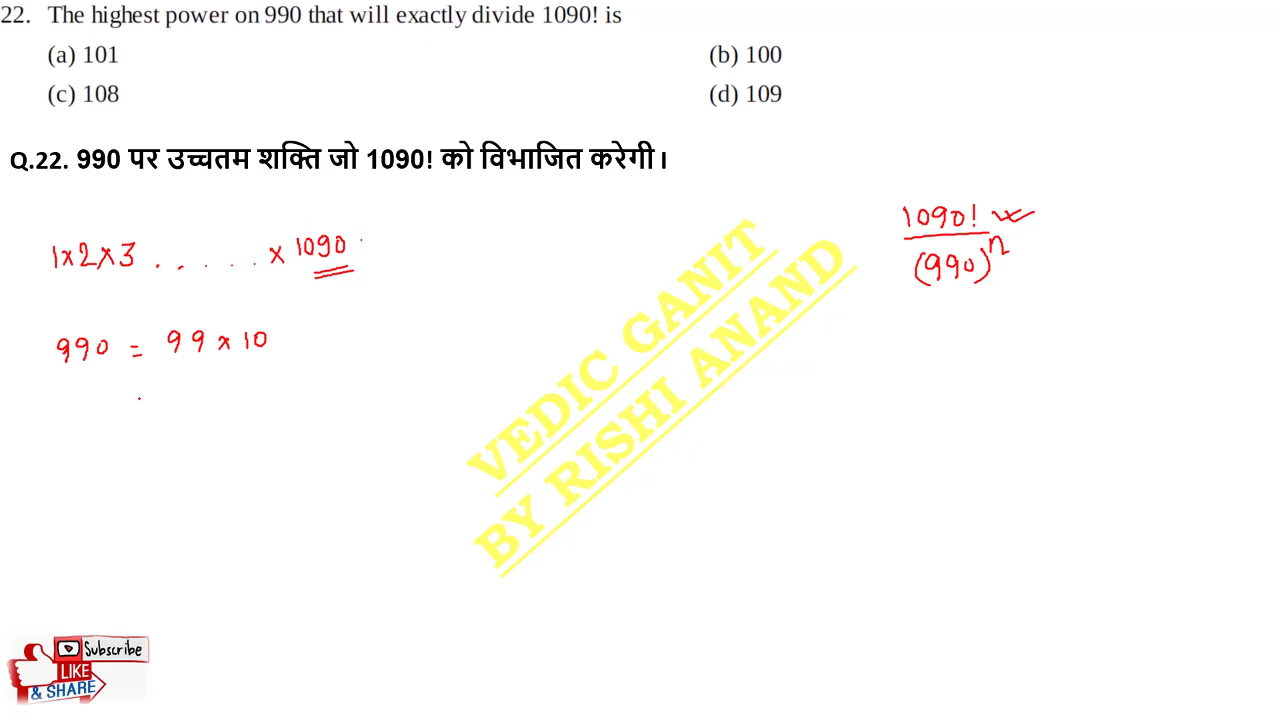 22. The highest power on 990 that will exactly divide 1090! is
(a) 101 (b) 100
(c) 108 (d) 109
Q.22. 990 पर उच्चतम शक्ति जो 1090! को विभाजित करेगी।
1×2×3 . . . . . . × 1090
1090!
(990)^n
990 = 99 × 10
VEDIC GANIT
BY RISHI ANAND
Subscribe
LIKE
& SHARE